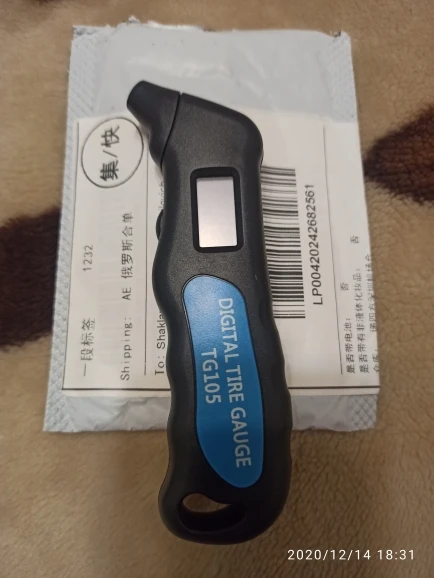 集/快
一段标签
1232
Shipping:
AE 俄罗斯合单
To: Shakla
LP00420242682561
是否带电池:
否
是否带有非液体化妆品:
否
DIGITAL TIRE GAUGE
TG105
2020/12/14 18:31